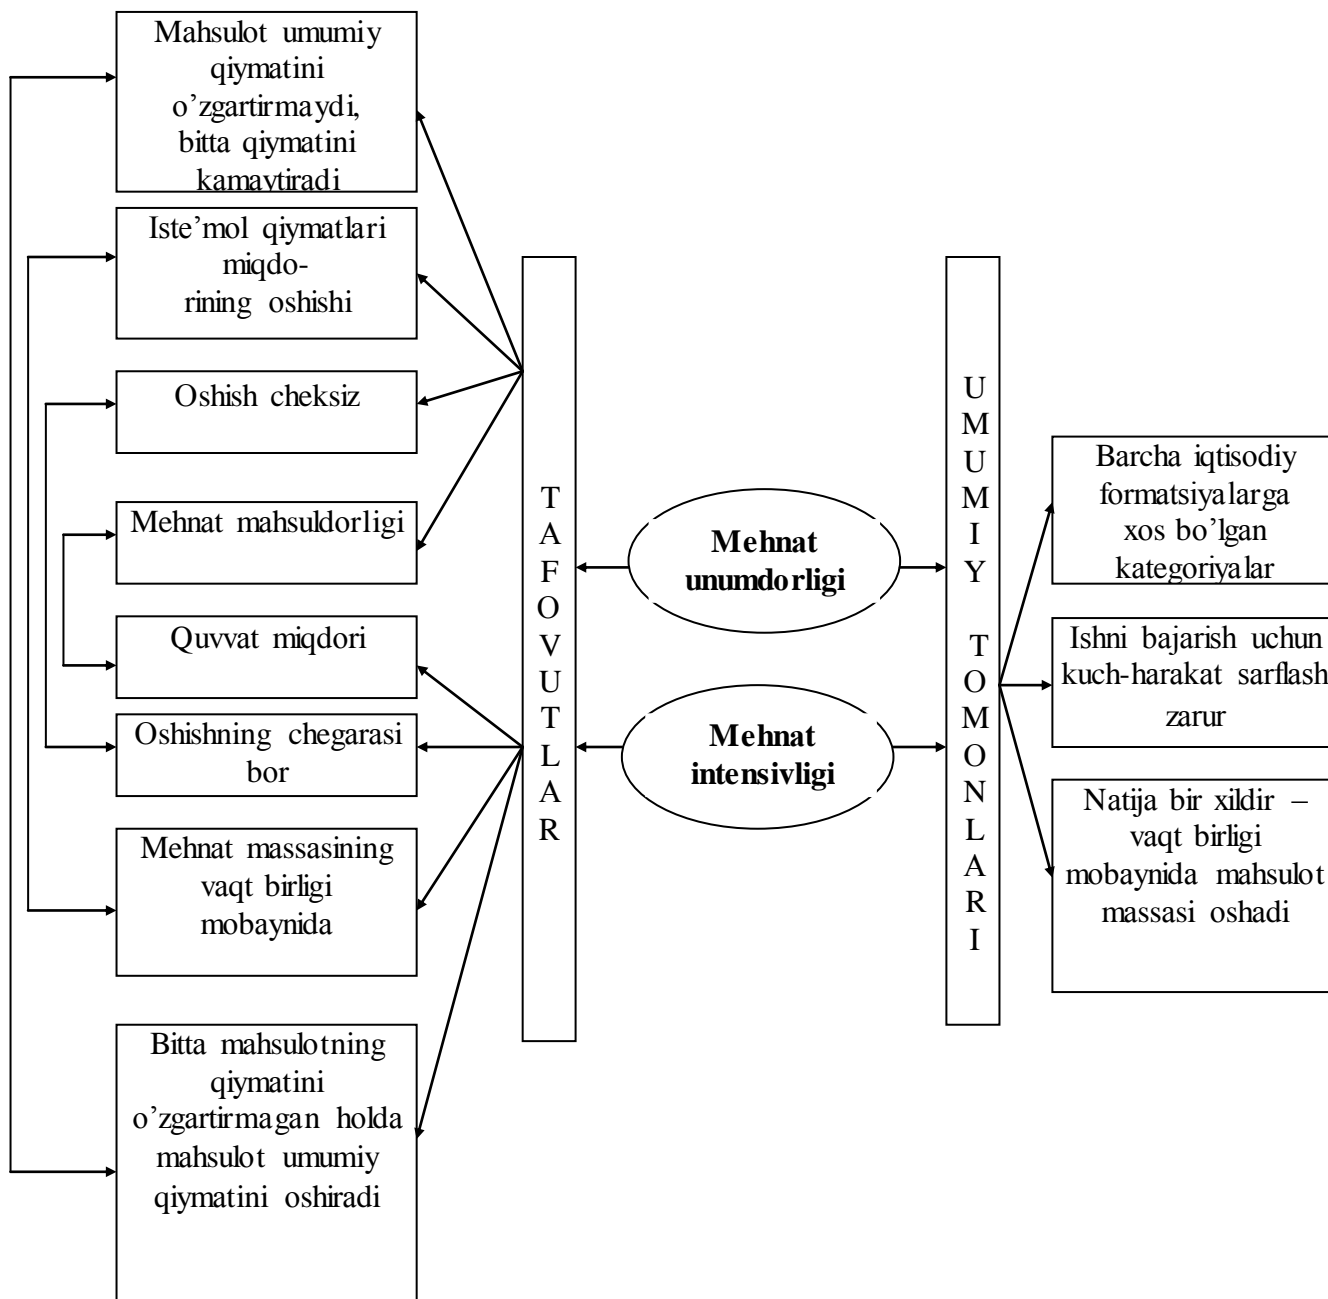 Mahsulot umumiy
qiymatini
o’zgartirmaydi,
bitta qiymatini
kamaytiradi
Iste’mol qiymatlari
miqdo-
rining oshishi
Oshish cheksiz
Mehnat mahsuldorligi
Quvvat miqdori
Oshishning chegarasi
bor
Mehnat massasining
vaqt birligi
mobaynida
Bitta mahsulotning
qiymatini
o’zgartirmagan holda
mahsulot umumiy
qiymatini oshiradi
TAFOVUTLAR
Mehnat
unumdorligi
Mehnat
intensivligi
UMUMIY TOMONLARI
Barcha iqtisodiy
formatsiyalarga
xos bo’lgan
kategoriyalar
Ishni bajarish uchun
kuch-harakat sarflash
zarur
Natija bir xildir –
vaqt birligi
mobaynida mahsulot
massasi oshadi